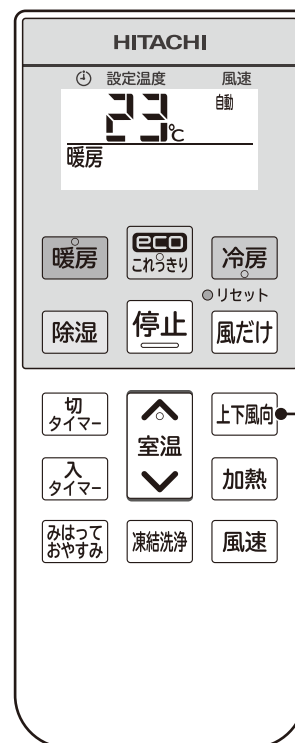 HITACHI
設定温度 風速
23℃ 自動
暖房
暖房 eco これっきり 冷房
リセット
除湿 停止 風だけ
切
タイマー
室温
上下風向
入
タイマー
加熱
みはって
おやすみ
凍結洗浄 風速